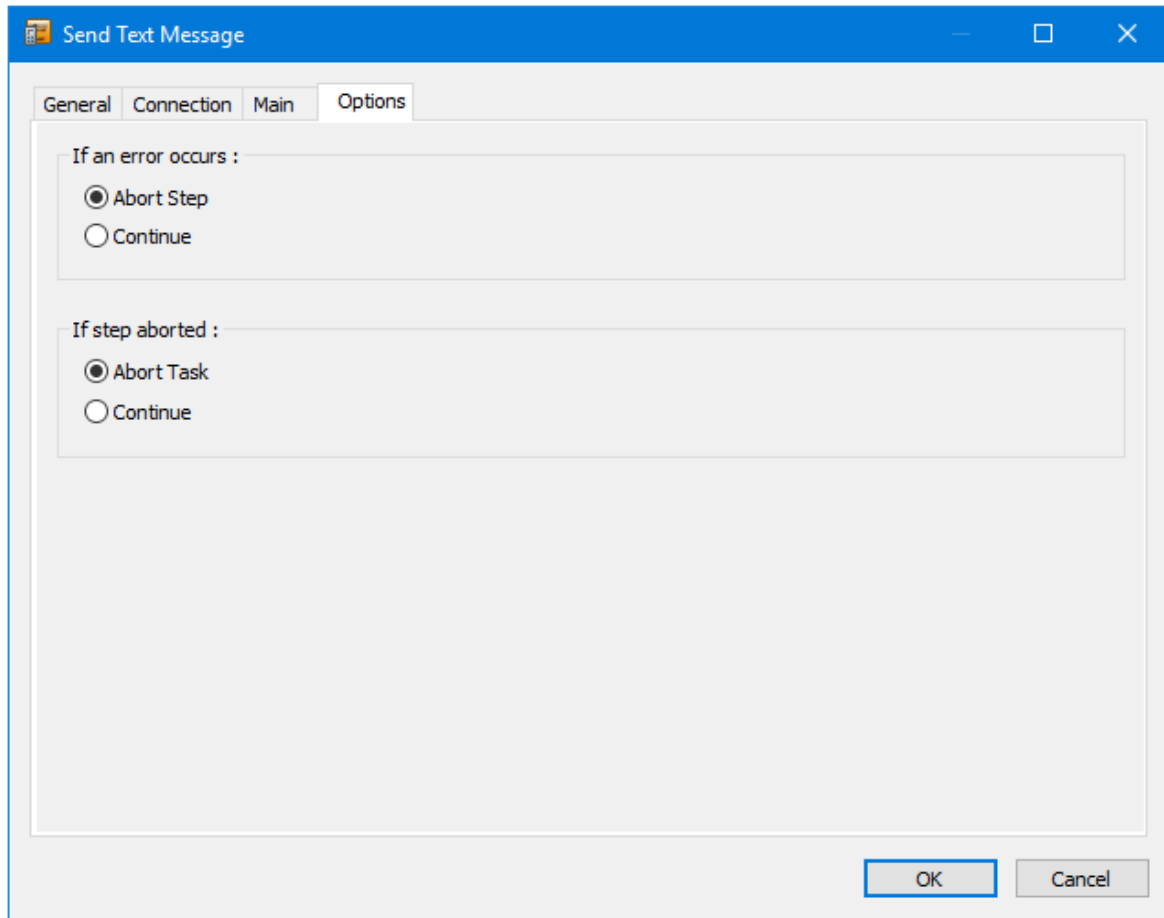 Send Text Message
General Connection Main Options
If an error occurs :
Abort Step
Continue
If step aborted :
Abort Task
Continue
OK Cancel